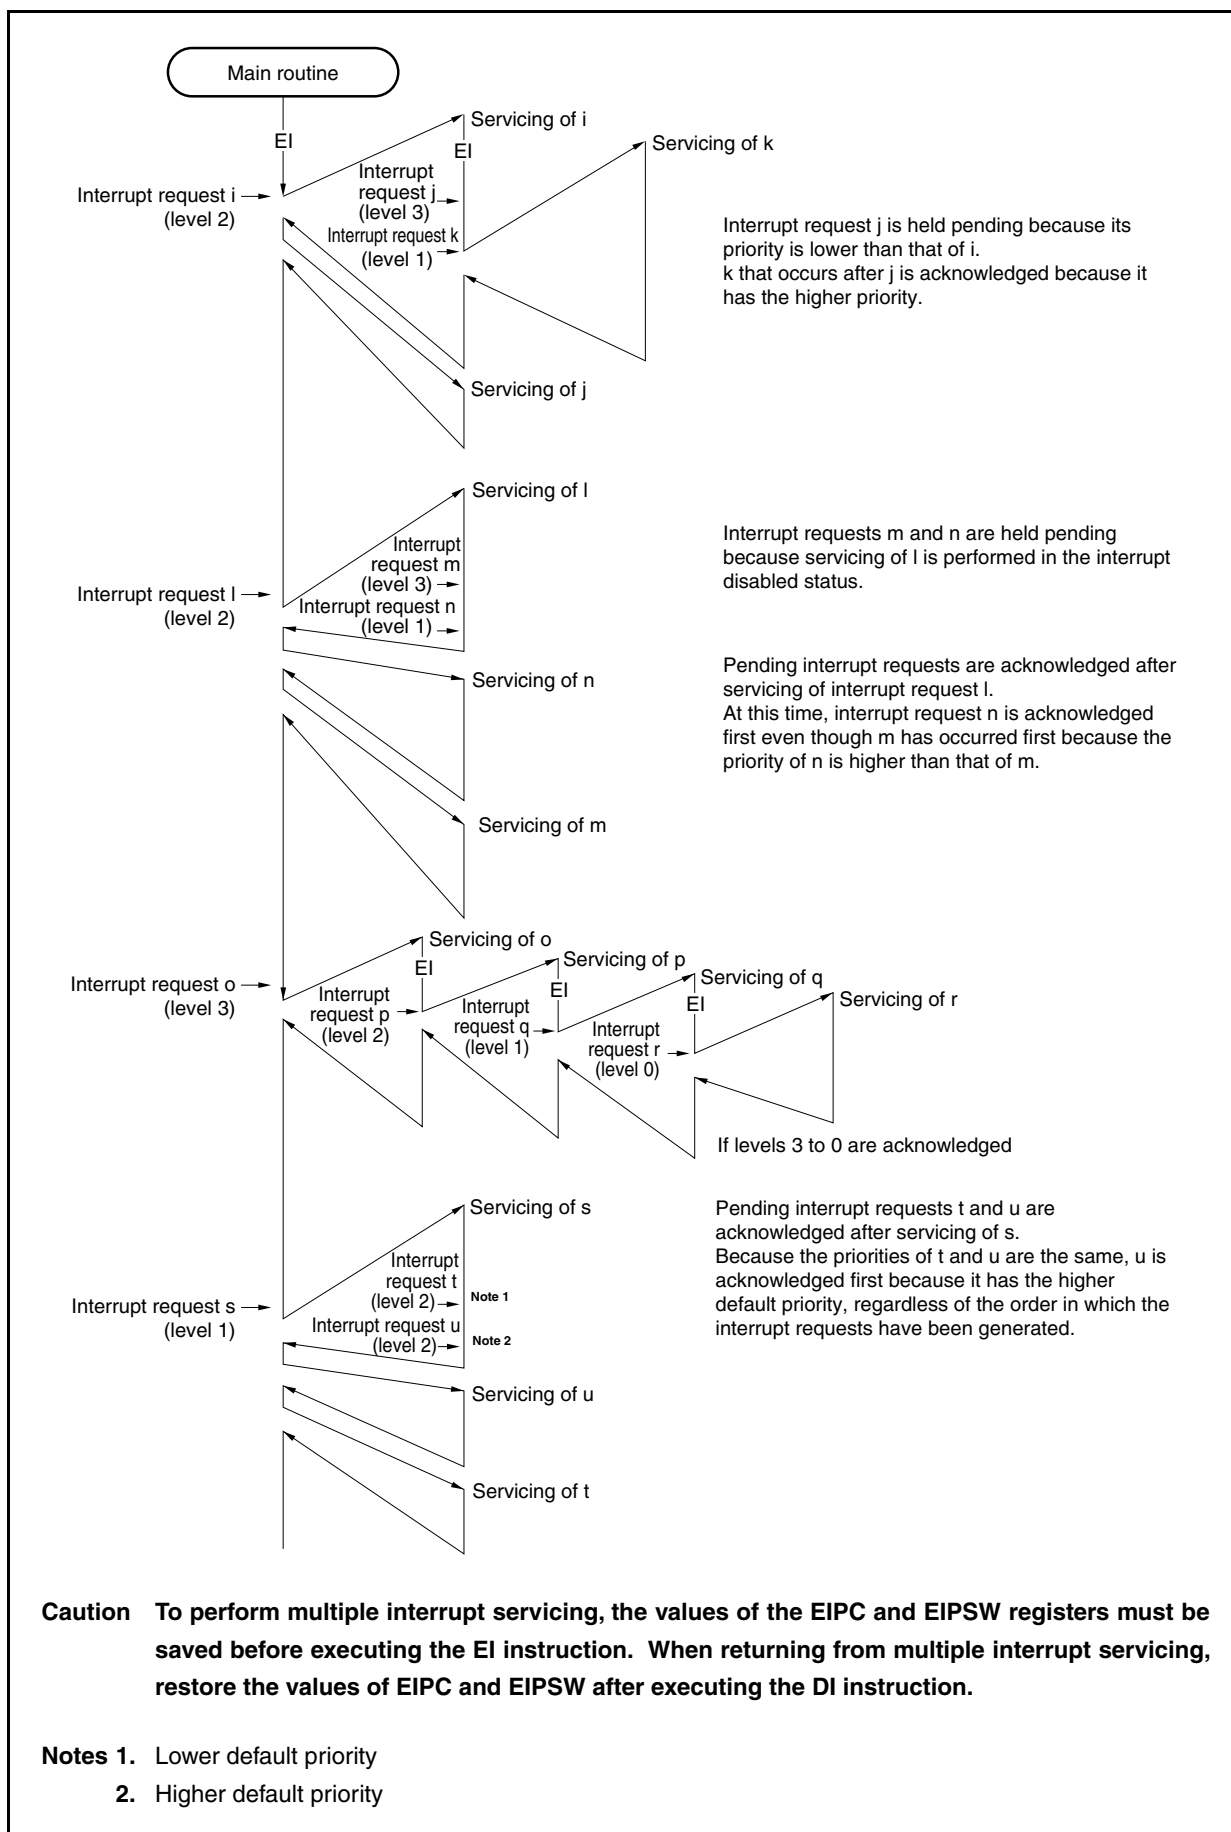 Main routine
EI
Servicing of i
EI
Servicing of k
Interrupt request i
(level 2)
Interrupt
request j
(level 3)
Interrupt request k
(level 1)
Interrupt request j is held pending because its
priority is lower than that of i.
k that occurs after j is acknowledged because it
has the higher priority.
Servicing of j
Servicing of l
Interrupt request l
(level 2)
Interrupt
request m
(level 3)
Interrupt request n
(level 1)
Interrupt requests m and n are held pending
because servicing of l is performed in the interrupt
disabled status.
Servicing of n
Pending interrupt requests are acknowledged after
servicing of interrupt request l.
At this time, interrupt request n is acknowledged
first even though m has occurred first because the
priority of n is higher than that of m.
Servicing of m
Interrupt request o
(level 3)
Servicing of o
EI
Interrupt
request p
(level 2)
Servicing of p
EI
Interrupt
request q
(level 1)
Servicing of q
EI
Interrupt
request r
(level 0)
Servicing of r
If levels 3 to 0 are acknowledged
Servicing of s
Interrupt request s
(level 1)
Interrupt
request t
(level 2)
Note 1
Interrupt request u
(level 2)
Note 2
Pending interrupt requests t and u are
acknowledged after servicing of s.
Because the priorities of t and u are the same, u is
acknowledged first because it has the higher
default priority, regardless of the order in which the
interrupt requests have been generated.
Servicing of u
Servicing of t
Caution To perform multiple interrupt servicing, the values of the EIPC and EIPSW registers must be
saved before executing the EI instruction. When returning from multiple interrupt servicing,
restore the values of EIPC and EIPSW after executing the DI instruction.
Notes 1. Lower default priority
2. Higher default priority